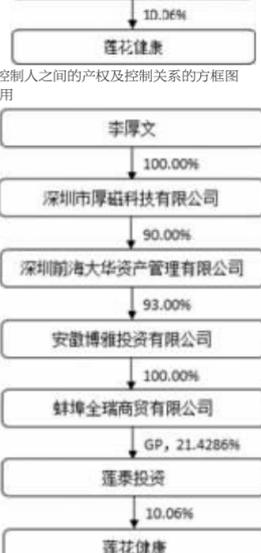 10.06%
莲花健康
控制人之间的产权及控制关系的方框图
用
李厚文
100.00%
深圳市厚磁科技有限公司
90.00%
深圳前海大华资产管理有限公司
93.00%
安徽博雅投资有限公司
100.00%
蚌埠全瑞商贸有限公司
GP，21.4286%
莲泰投资
10.06%
莲花健康